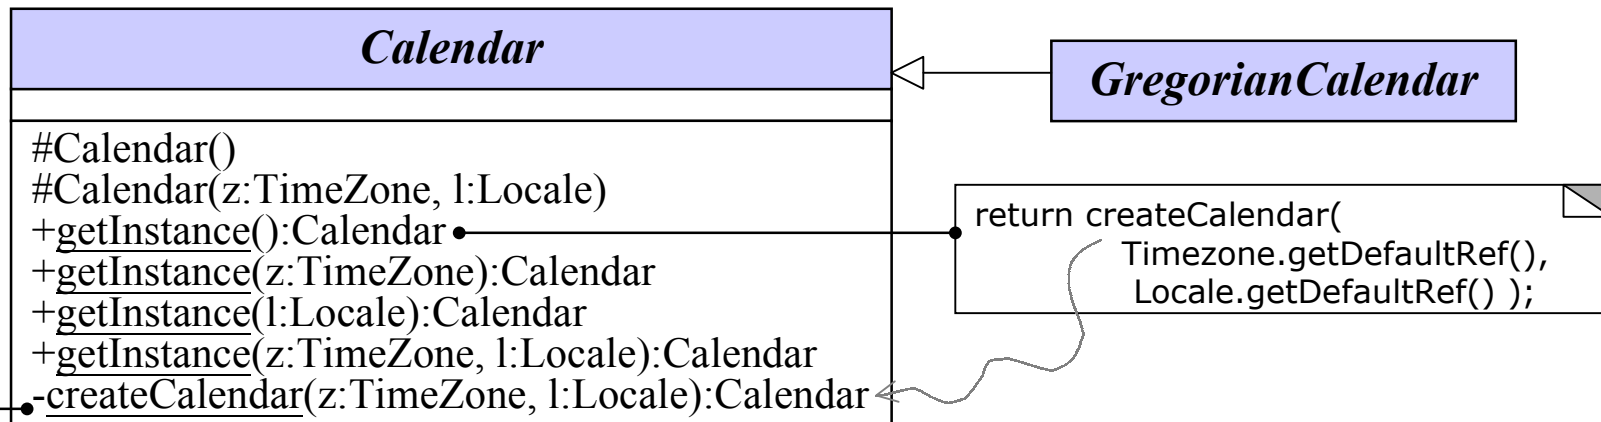 Calendar
GregorianCalendar
#Calendar()
#Calendar(z:TimeZone, l:Locale)
+getInstance():Calendar
+getInstance(z:TimeZone):Calendar
+getInstance(l:Locale):Calendar
+getInstance(z:TimeZone, l:Locale):Calendar
-createCalendar(z:TimeZone, l:Locale):Calendar
return createCalendar(
Timezone.getDefaultRef(),
Locale.getDefaultRef() );